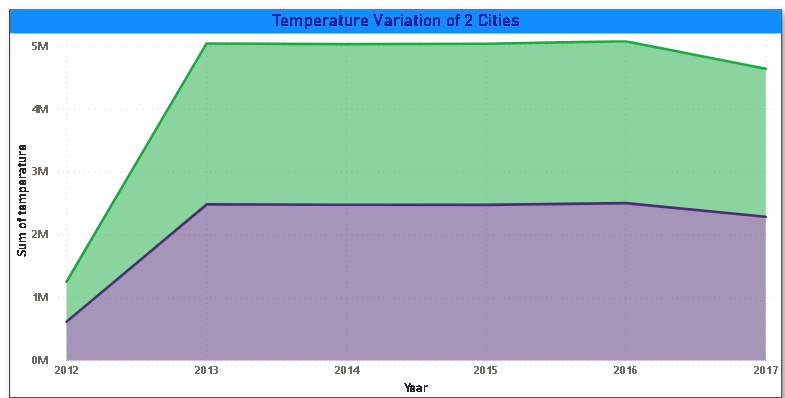 Temperature Variation of 2 Cities
5M
4M
3M
2M
1M
0M
Sum of temperature
2012 2013 2014 2015 2016 2017
Year